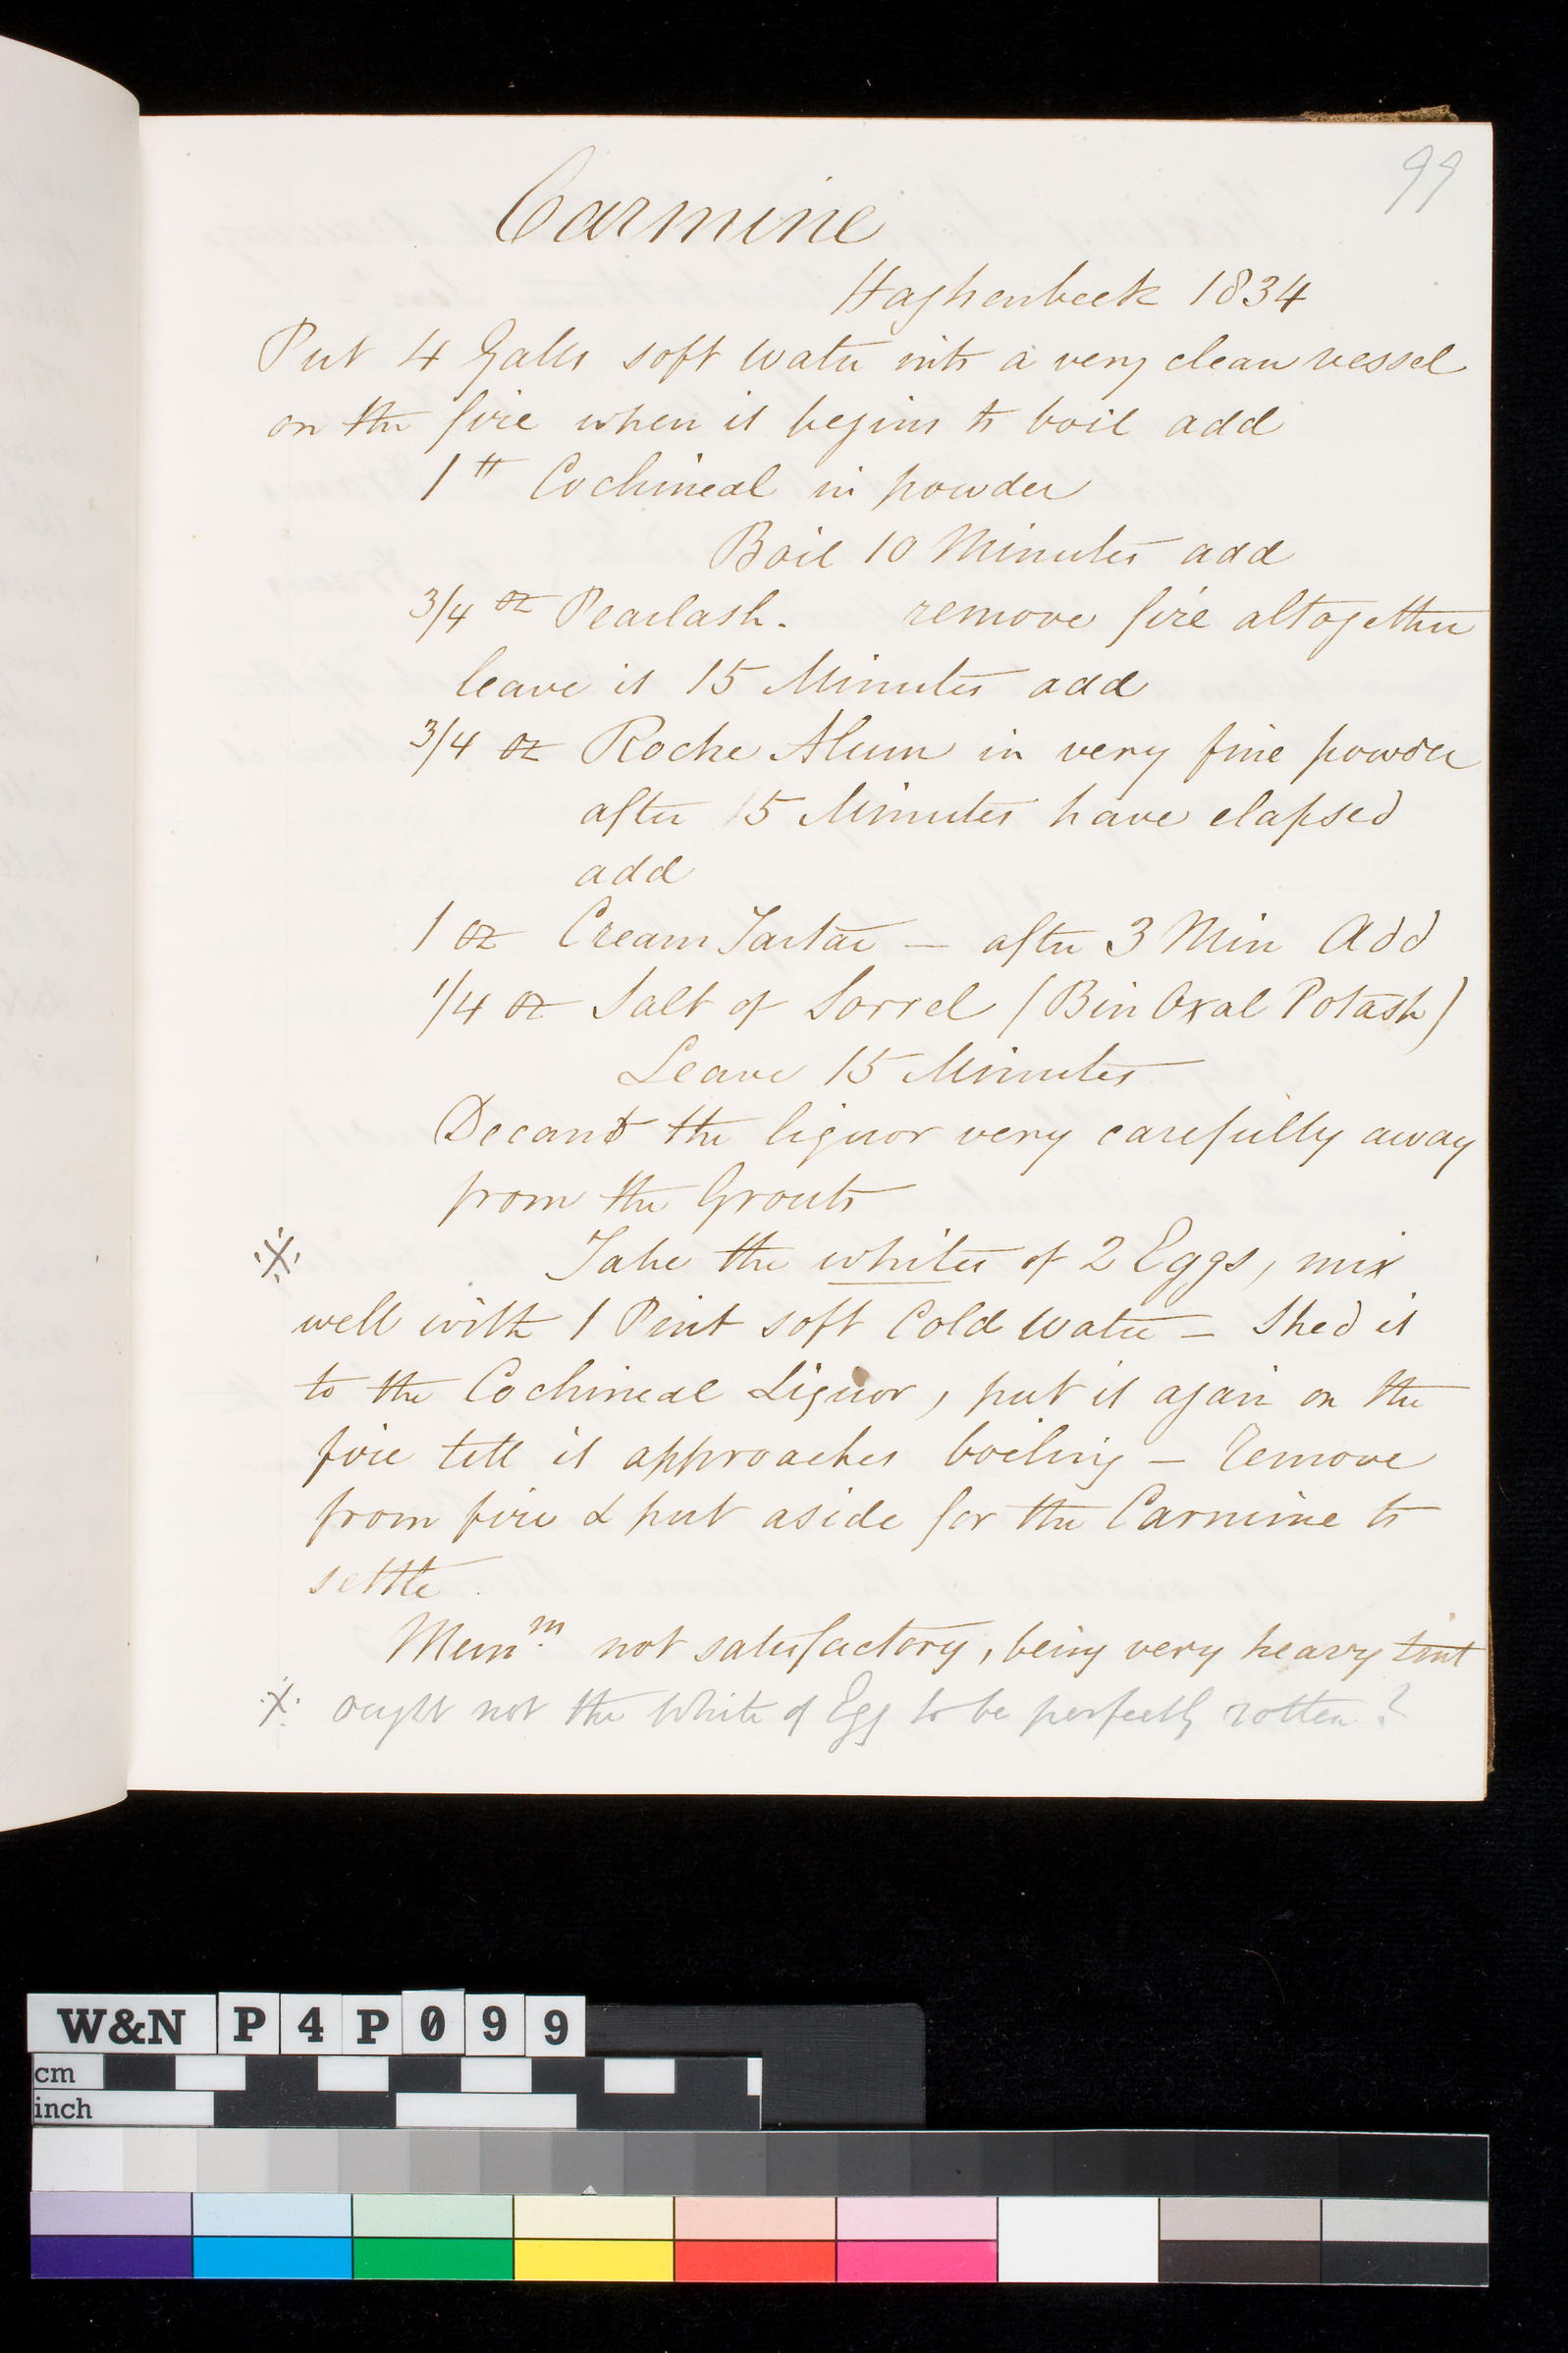 99
Carmine
Haghenbeek 1834
Put 4 Galls soft water into a very clean vessel
on the fire when it begins to boil add
1 lb Cochineal in powder
Boil 10 Minutes add
3/4 oz Pearlash. remove fire altogether
leave it 15 Minutes add
3/4 oz Roche Alum in very fine powder
after 15 Minutes have elapsed
add
1 oz Cream Tartar — after 3 Min Add
1/4 oz Salt of Sorrel (Bin Oxal Potash)
Leave 15 Minutes
Decant the liquor very carefully away
from the Grouts
※ Take the whites of 2 Eggs, mix
well with 1 Pint soft Cold Water — Shed it
to the Cochineal Liquor, put it again on the
fire till it approaches boiling — remove
from fire & put aside for the Carmine to
settle.
Mem.m not satisfactory, being very heavy tint
※ ought not the White of Egg to be perfectly rotten?
W&N P4P099
cm
inch